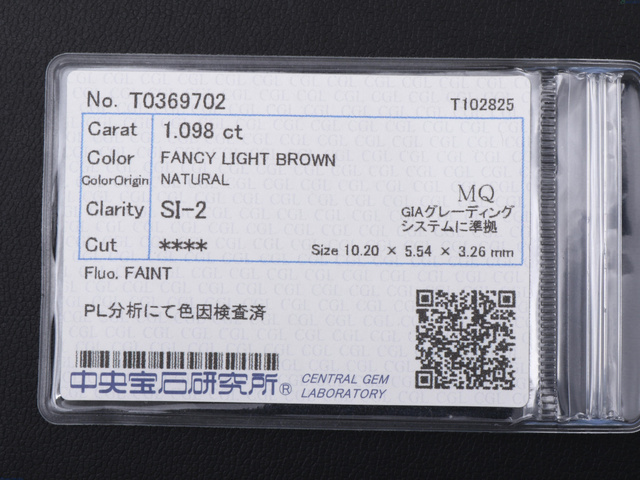 No. T0369702 T102825
Carat 1.098 ct
Color FANCY LIGHT BROWN
ColorOrigin NATURAL
Clarity SI-2 MQ
GIAグレーディング
システムに準拠
Cut **** Size 10.20 × 5.54 × 3.26 mm
Fluo. FAINT
PL分析にて色因検査済
中央宝石研究所® CENTRAL GEM
LABORATORY